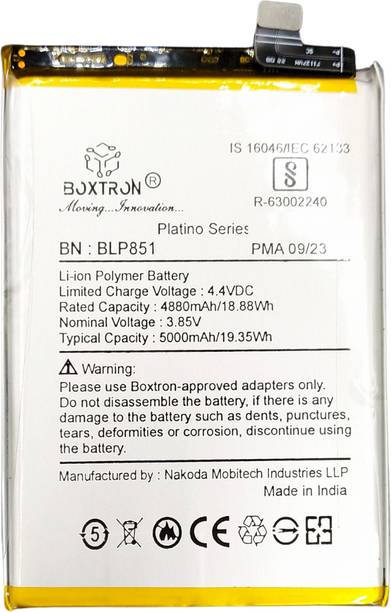 IS 16046/IEC 62133
BOXTRON®
Moving...Innovation...
R-63002240
Platino Series
BN : BLP851
PMA 09/23
Li-ion Polymer Battery
Limited Charge Voltage : 4.4VDC
Rated Capacity : 4880mAh/18.88Wh
Nominal Voltage : 3.85V
Typical Capacity : 5000mAh/19.35Wh
Warning:
Please use Boxtron-approved adapters only.
Do not disassemble the battery, if there is any
damage to the battery such as dents, punctures,
tears, deformities or corrosion, discontinue using
the battery.
Manufactured by : Nakoda Mobitech Industries LLP
Made in India
5